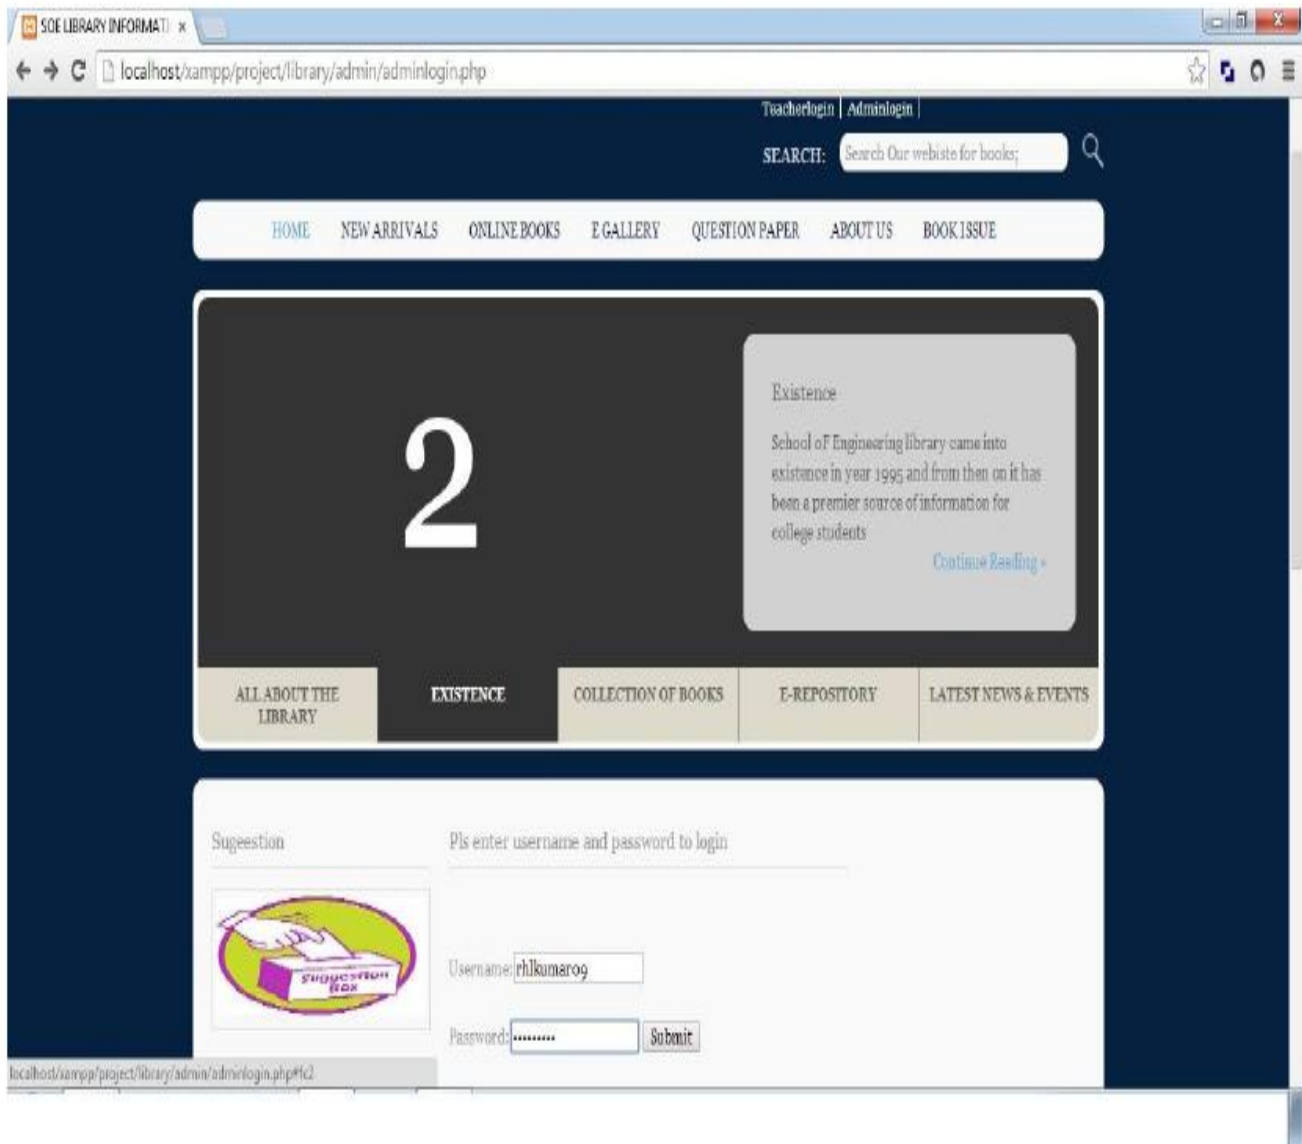 SOE LIBRARY INFORMATI
localhost/xampp/project/library/admin/adminlogin.php
Teacherlogin | Adminlogin |
SEARCH: Search Our webiste for books;
HOME NEW ARRIVALS ONLINE BOOKS E GALLERY QUESTION PAPER ABOUT US BOOK ISSUE
2
Existence
School oF Engineering library came into
existence in year 1995 and from then on it has
been a premier source of information for
college students
Continue Reading »
ALL ABOUT THE
LIBRARY
EXISTENCE
COLLECTION OF BOOKS
E-REPOSITORY
LATEST NEWS & EVENTS
Sugeestion
Pls enter username and password to login
Suggestion
Box
Username: rhlkumar09
Password: ••••••••• Submit
localhost/xampp/project/library/admin/adminlogin.php#fc2